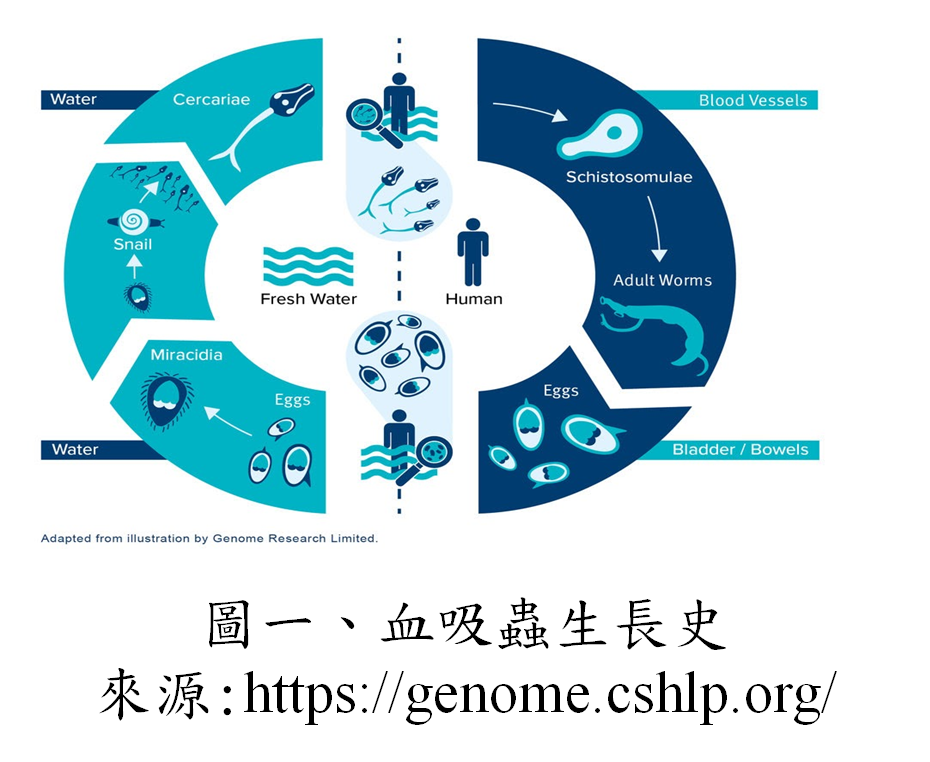 Water
Cercariae
Blood Vessels
Schistosomulae
Snail
Adult Worms
Fresh Water
Human
Miracidia
Eggs
Eggs
Water
Bladder / Bowels
Adapted from illustration by Genome Research Limited.
圖一、血吸蟲生長史
來源:https://genome.cshlp.org/